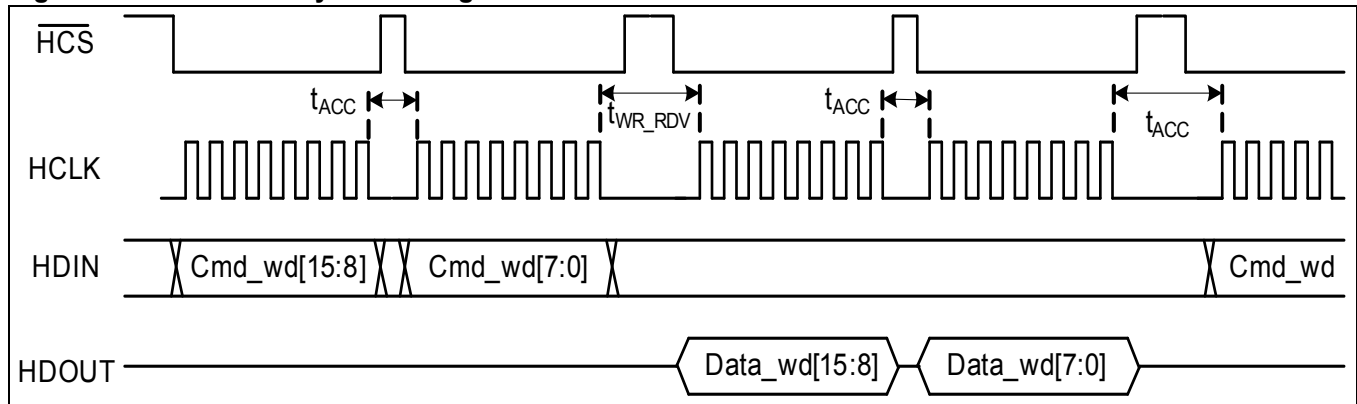 HCS
tACC
tWR_RDV
tACC
tACC
HCLK
HDIN
Cmd_wd[15:8]
Cmd_wd[7:0]
Cmd_wd
HDOUT
Data_wd[15:8]
Data_wd[7:0]